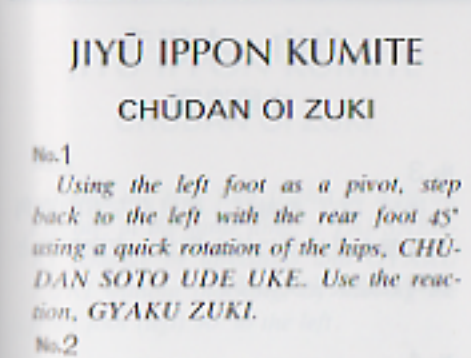 JIYŪ IPPON KUMITE
CHŪDAN OI ZUKI
No.1
Using the left foot as a pivot, step
back to the left with the rear foot 45°
using a quick rotation of the hips, CHŪ-
DAN SOTO UDE UKE. Use the reac-
tion, GYAKU ZUKI.
No.2